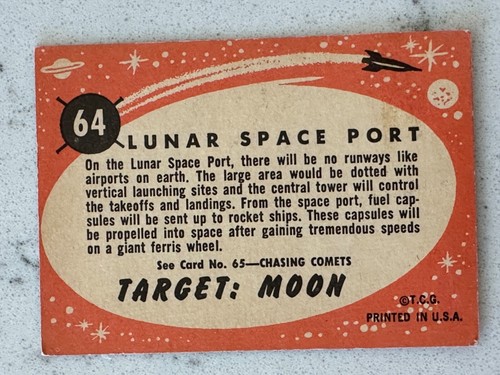 64
LUNAR SPACE PORT
On the Lunar Space Port, there will be no runways like
airports on earth. The large area would be dotted with
vertical launching sites and the central tower will control
the takeoffs and landings. From the space port, fuel cap-
sules will be sent up to rocket ships. These capsules will
be propelled into space after gaining tremendous speeds
on a giant ferris wheel.
See Card No. 65—CHASING COMETS
TARGET: MOON
©T.C.G.
PRINTED IN U.S.A.